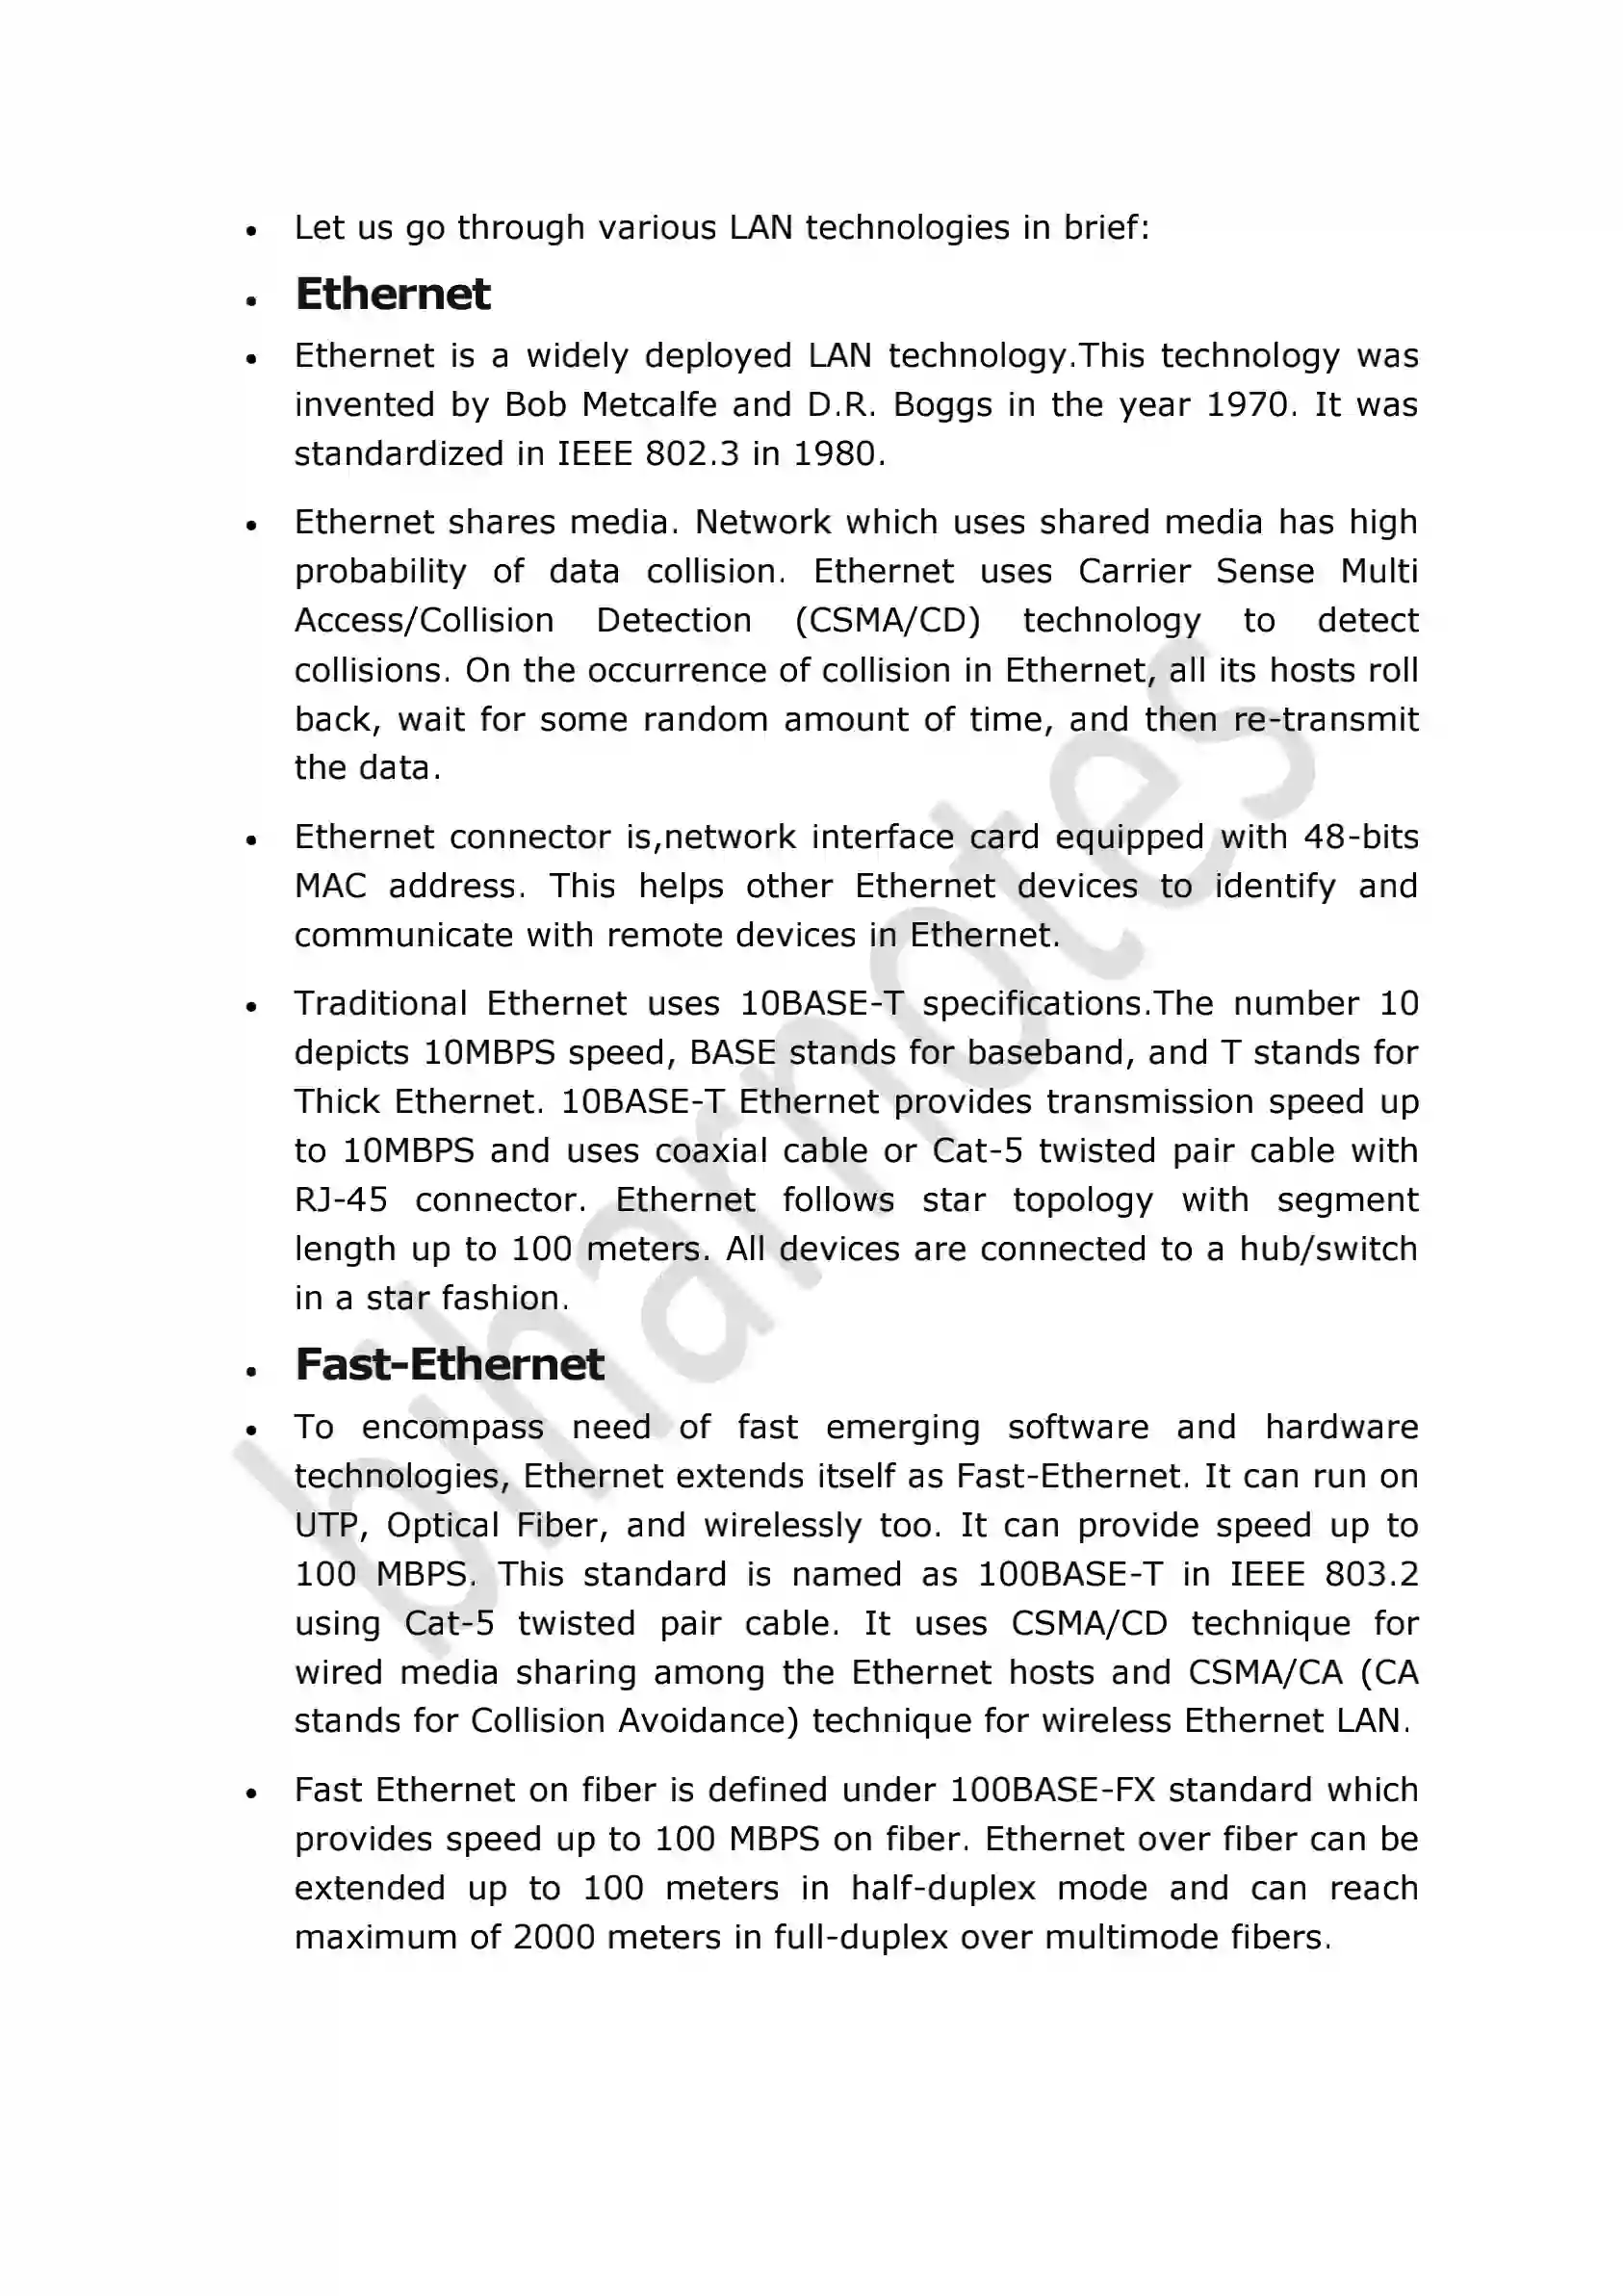 • Let us go through various LAN technologies in brief:
• Ethernet
• Ethernet is a widely deployed LAN technology.This technology was
invented by Bob Metcalfe and D.R. Boggs in the year 1970. It was
standardized in IEEE 802.3 in 1980.
• Ethernet shares media. Network which uses shared media has high
probability of data collision. Ethernet uses Carrier Sense Multi
Access/Collision Detection (CSMA/CD) technology to detect
collisions. On the occurrence of collision in Ethernet, all its hosts roll
back, wait for some random amount of time, and then re-transmit
the data.
• Ethernet connector is,network interface card equipped with 48-bits
MAC address. This helps other Ethernet devices to identify and
communicate with remote devices in Ethernet.
• Traditional Ethernet uses 10BASE-T specifications.The number 10
depicts 10MBPS speed, BASE stands for baseband, and T stands for
Thick Ethernet. 10BASE-T Ethernet provides transmission speed up
to 10MBPS and uses coaxial cable or Cat-5 twisted pair cable with
RJ-45 connector. Ethernet follows star topology with segment
length up to 100 meters. All devices are connected to a hub/switch
in a star fashion.
• Fast-Ethernet
• To encompass need of fast emerging software and hardware
technologies, Ethernet extends itself as Fast-Ethernet. It can run on
UTP, Optical Fiber, and wirelessly too. It can provide speed up to
100 MBPS. This standard is named as 100BASE-T in IEEE 803.2
using Cat-5 twisted pair cable. It uses CSMA/CD technique for
wired media sharing among the Ethernet hosts and CSMA/CA (CA
stands for Collision Avoidance) technique for wireless Ethernet LAN.
• Fast Ethernet on fiber is defined under 100BASE-FX standard which
provides speed up to 100 MBPS on fiber. Ethernet over fiber can be
extended up to 100 meters in half-duplex mode and can reach
maximum of 2000 meters in full-duplex over multimode fibers.
biharnotes